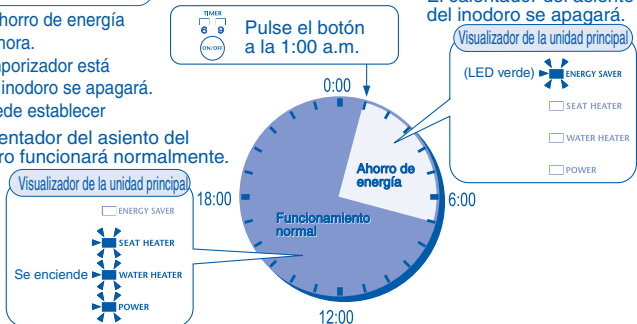 horro de energía
hora.
mporizador está
inodoro se apagará.
ede establecer
entador del asiento del
ro funcionará normalmente.
TIMER
6 9
ON/OFF
Pulse el botón
a la 1:00 a.m.
del inodoro se apagará.
Visualizador de la unidad principal
(LED verde)
ENERGY SAVER
SEAT HEATER
WATER HEATER
POWER
0:00
6:00
12:00
18:00
Ahorro de
energía
Funcionamiento
normal
Visualizador de la unidad principal
ENERGY SAVER
SEAT HEATER
Se enciende
WATER HEATER
POWER